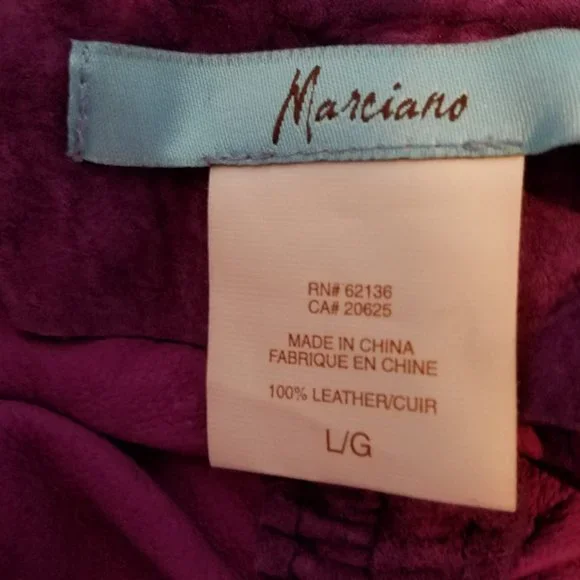 Marciano
RN# 62136
CA# 20625
MADE IN CHINA
FABRIQUE EN CHINE
100% LEATHER/CUIR
L/G